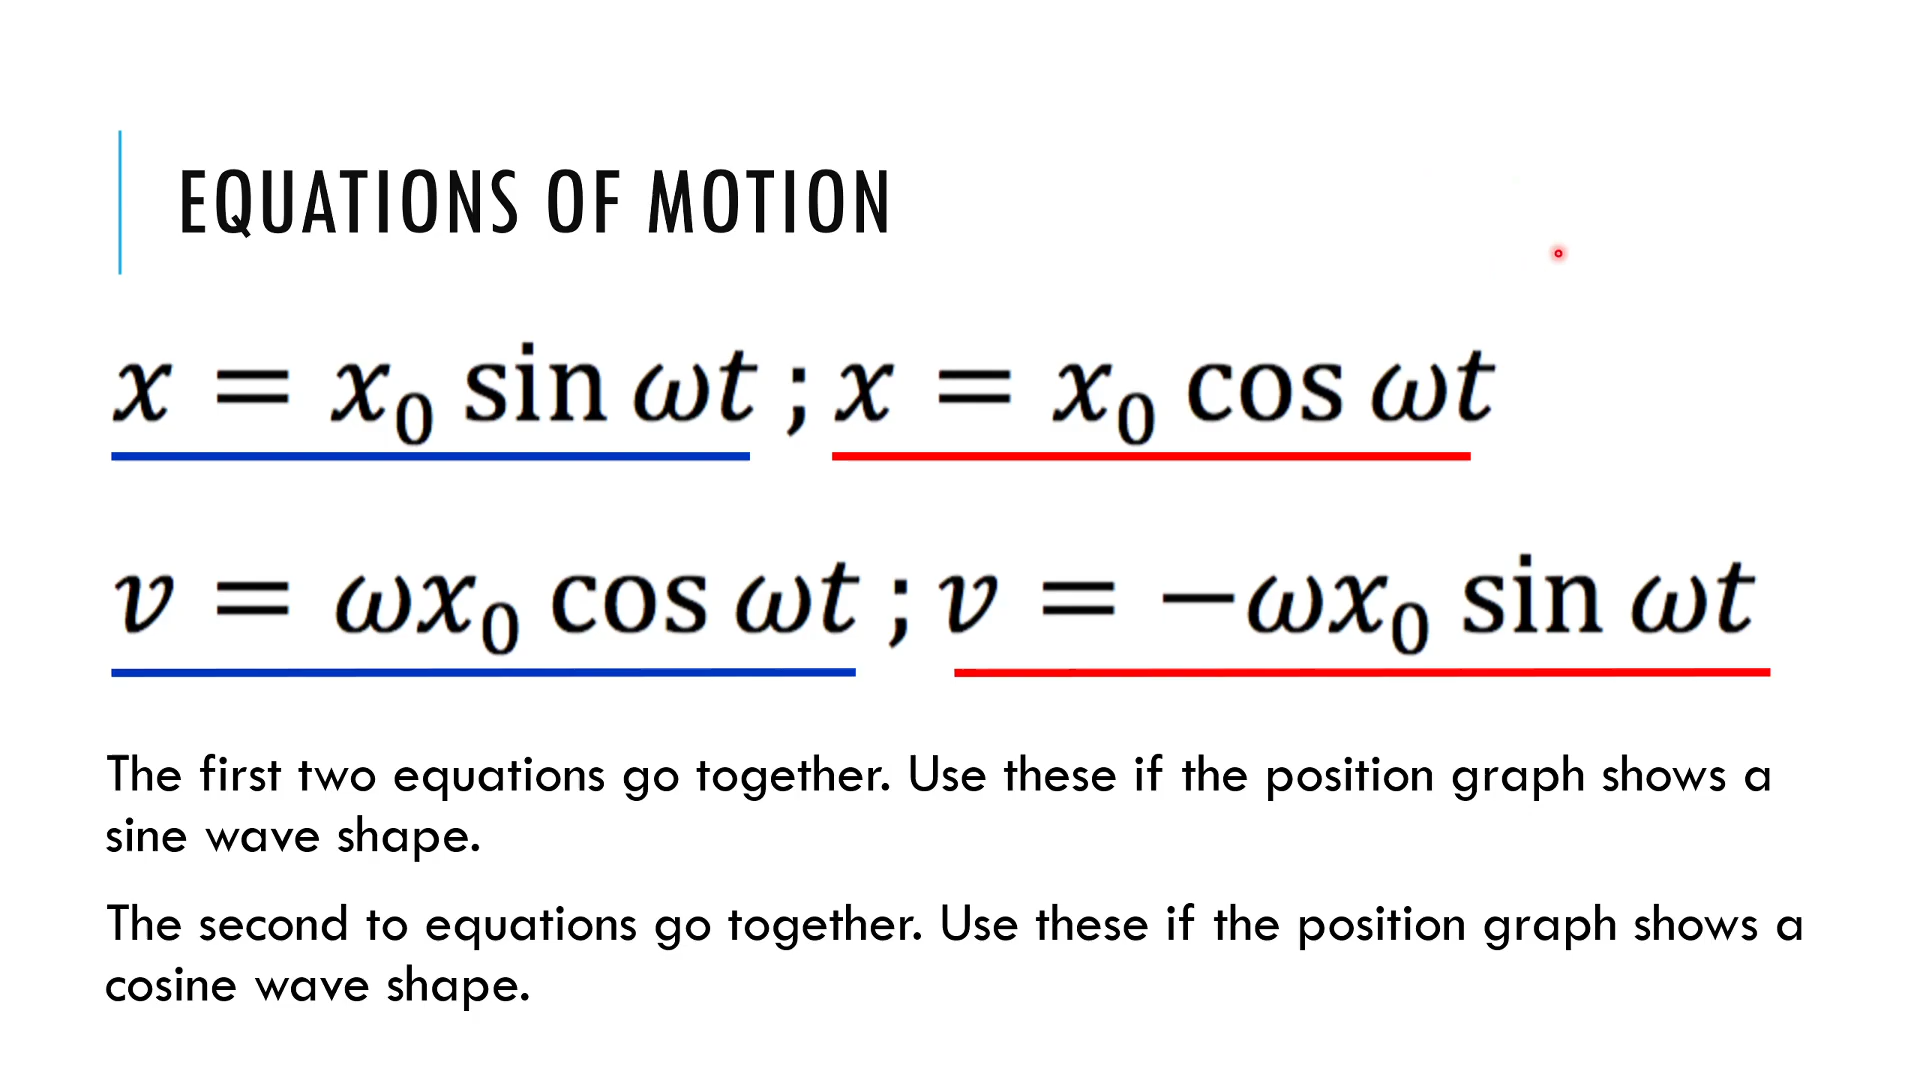 EQUATIONS OF MOTION
x = x₀ sin ωt ; x = x₀ cos ωt
v = ωx₀ cos ωt ; v = −ωx₀ sin ωt
The first two equations go together. Use these if the position graph shows a
sine wave shape.
The second to equations go together. Use these if the position graph shows a
cosine wave shape.